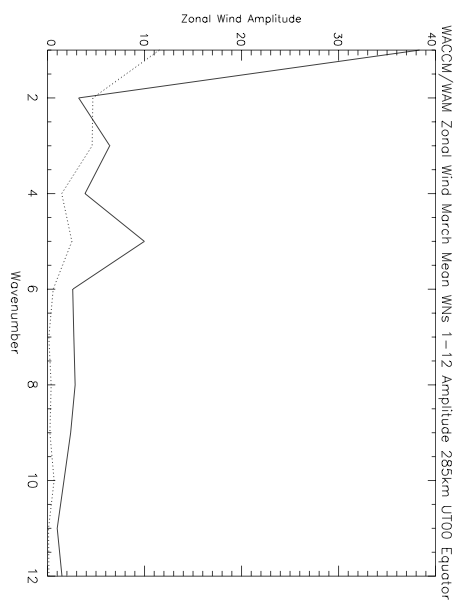 WACCM/WAM Zonal Wind March Mean WNs 1-12 Amplitude 285km UT00 Equator
Zonal Wind Amplitude
0 10 20 30 40
2 4 6 8 10 12
Wavenumber